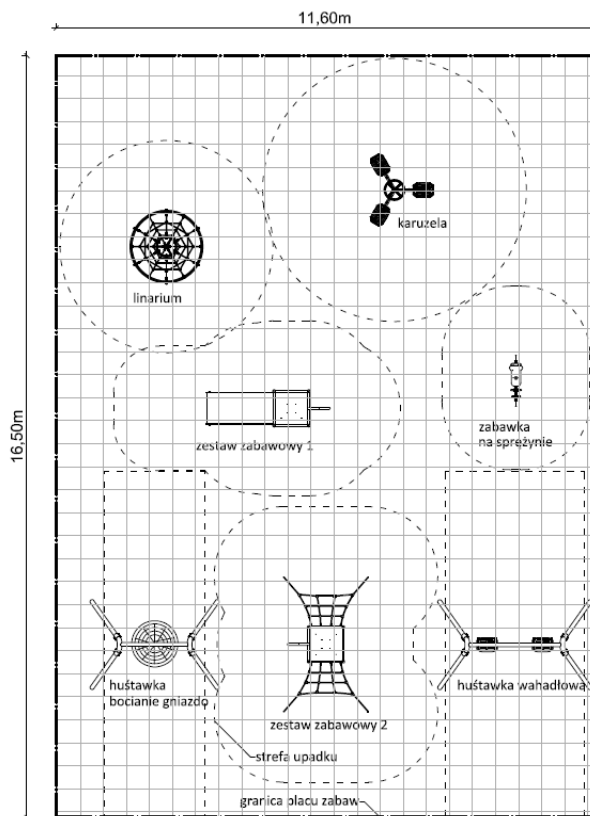 11,60m
16,50m
karuzela
linarium
zabawka
na sprężynie
zestaw zabawowy 1
huśtawka
bocianie gniazdo
huśtawka wahadłowa
zestaw zabawowy 2
strefa upadku
granica placu zabaw